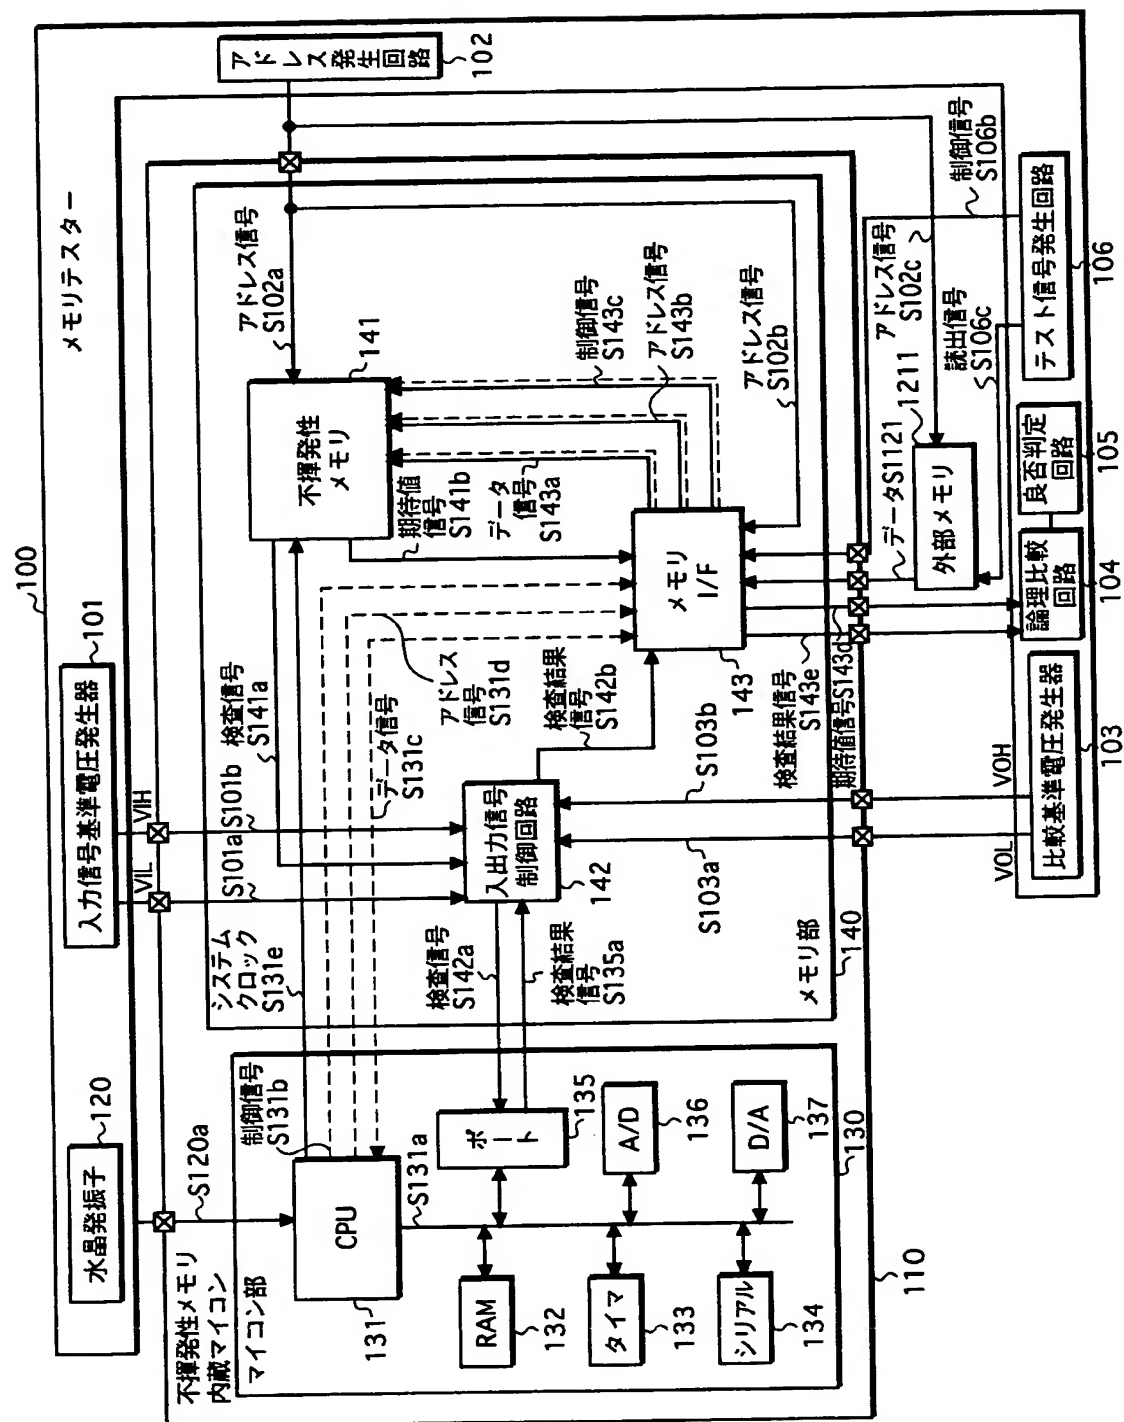 100
メモリテスター
水晶発振子
120
入力信号基準電圧発生器
101
アドレス発生回路
102
S120a
VIL
VIH
S101a
S101b
検査信号
S141a
アドレス信号
S102a
不揮発性メモリ
内蔵マイコン
マイコン部
制御信号
S131b
システム
クロック
S131e
不揮発性
メモリ
141
CPU
131
S131a
データ信号
S131c
アドレス
信号
S131d
期待値
信号
S141b
データ
信号
S143a
制御信号
S143c
アドレス信号
S143b
アドレス信号
S102b
検査信号
S142a
検査結果
信号
S135a
入出力信号
制御回路
142
検査結果
信号
S142b
メモリ
I/F
143
RAM
132
タイマ
133
シリアル
134
ポート
135
A/D
136
D/A
137
130
110
メモリ部
140
S103a
S103b
検査結果信号
S143e
期待値信号S143d
データS1121
1211
外部メモリ
アドレス信号
S102c
読出信号
S106c
制御信号
S106b
VOL
VOH
比較基準電圧発生器
103
論理比較
回路
104
良否判定
回路
105
テスト信号発生回路
106